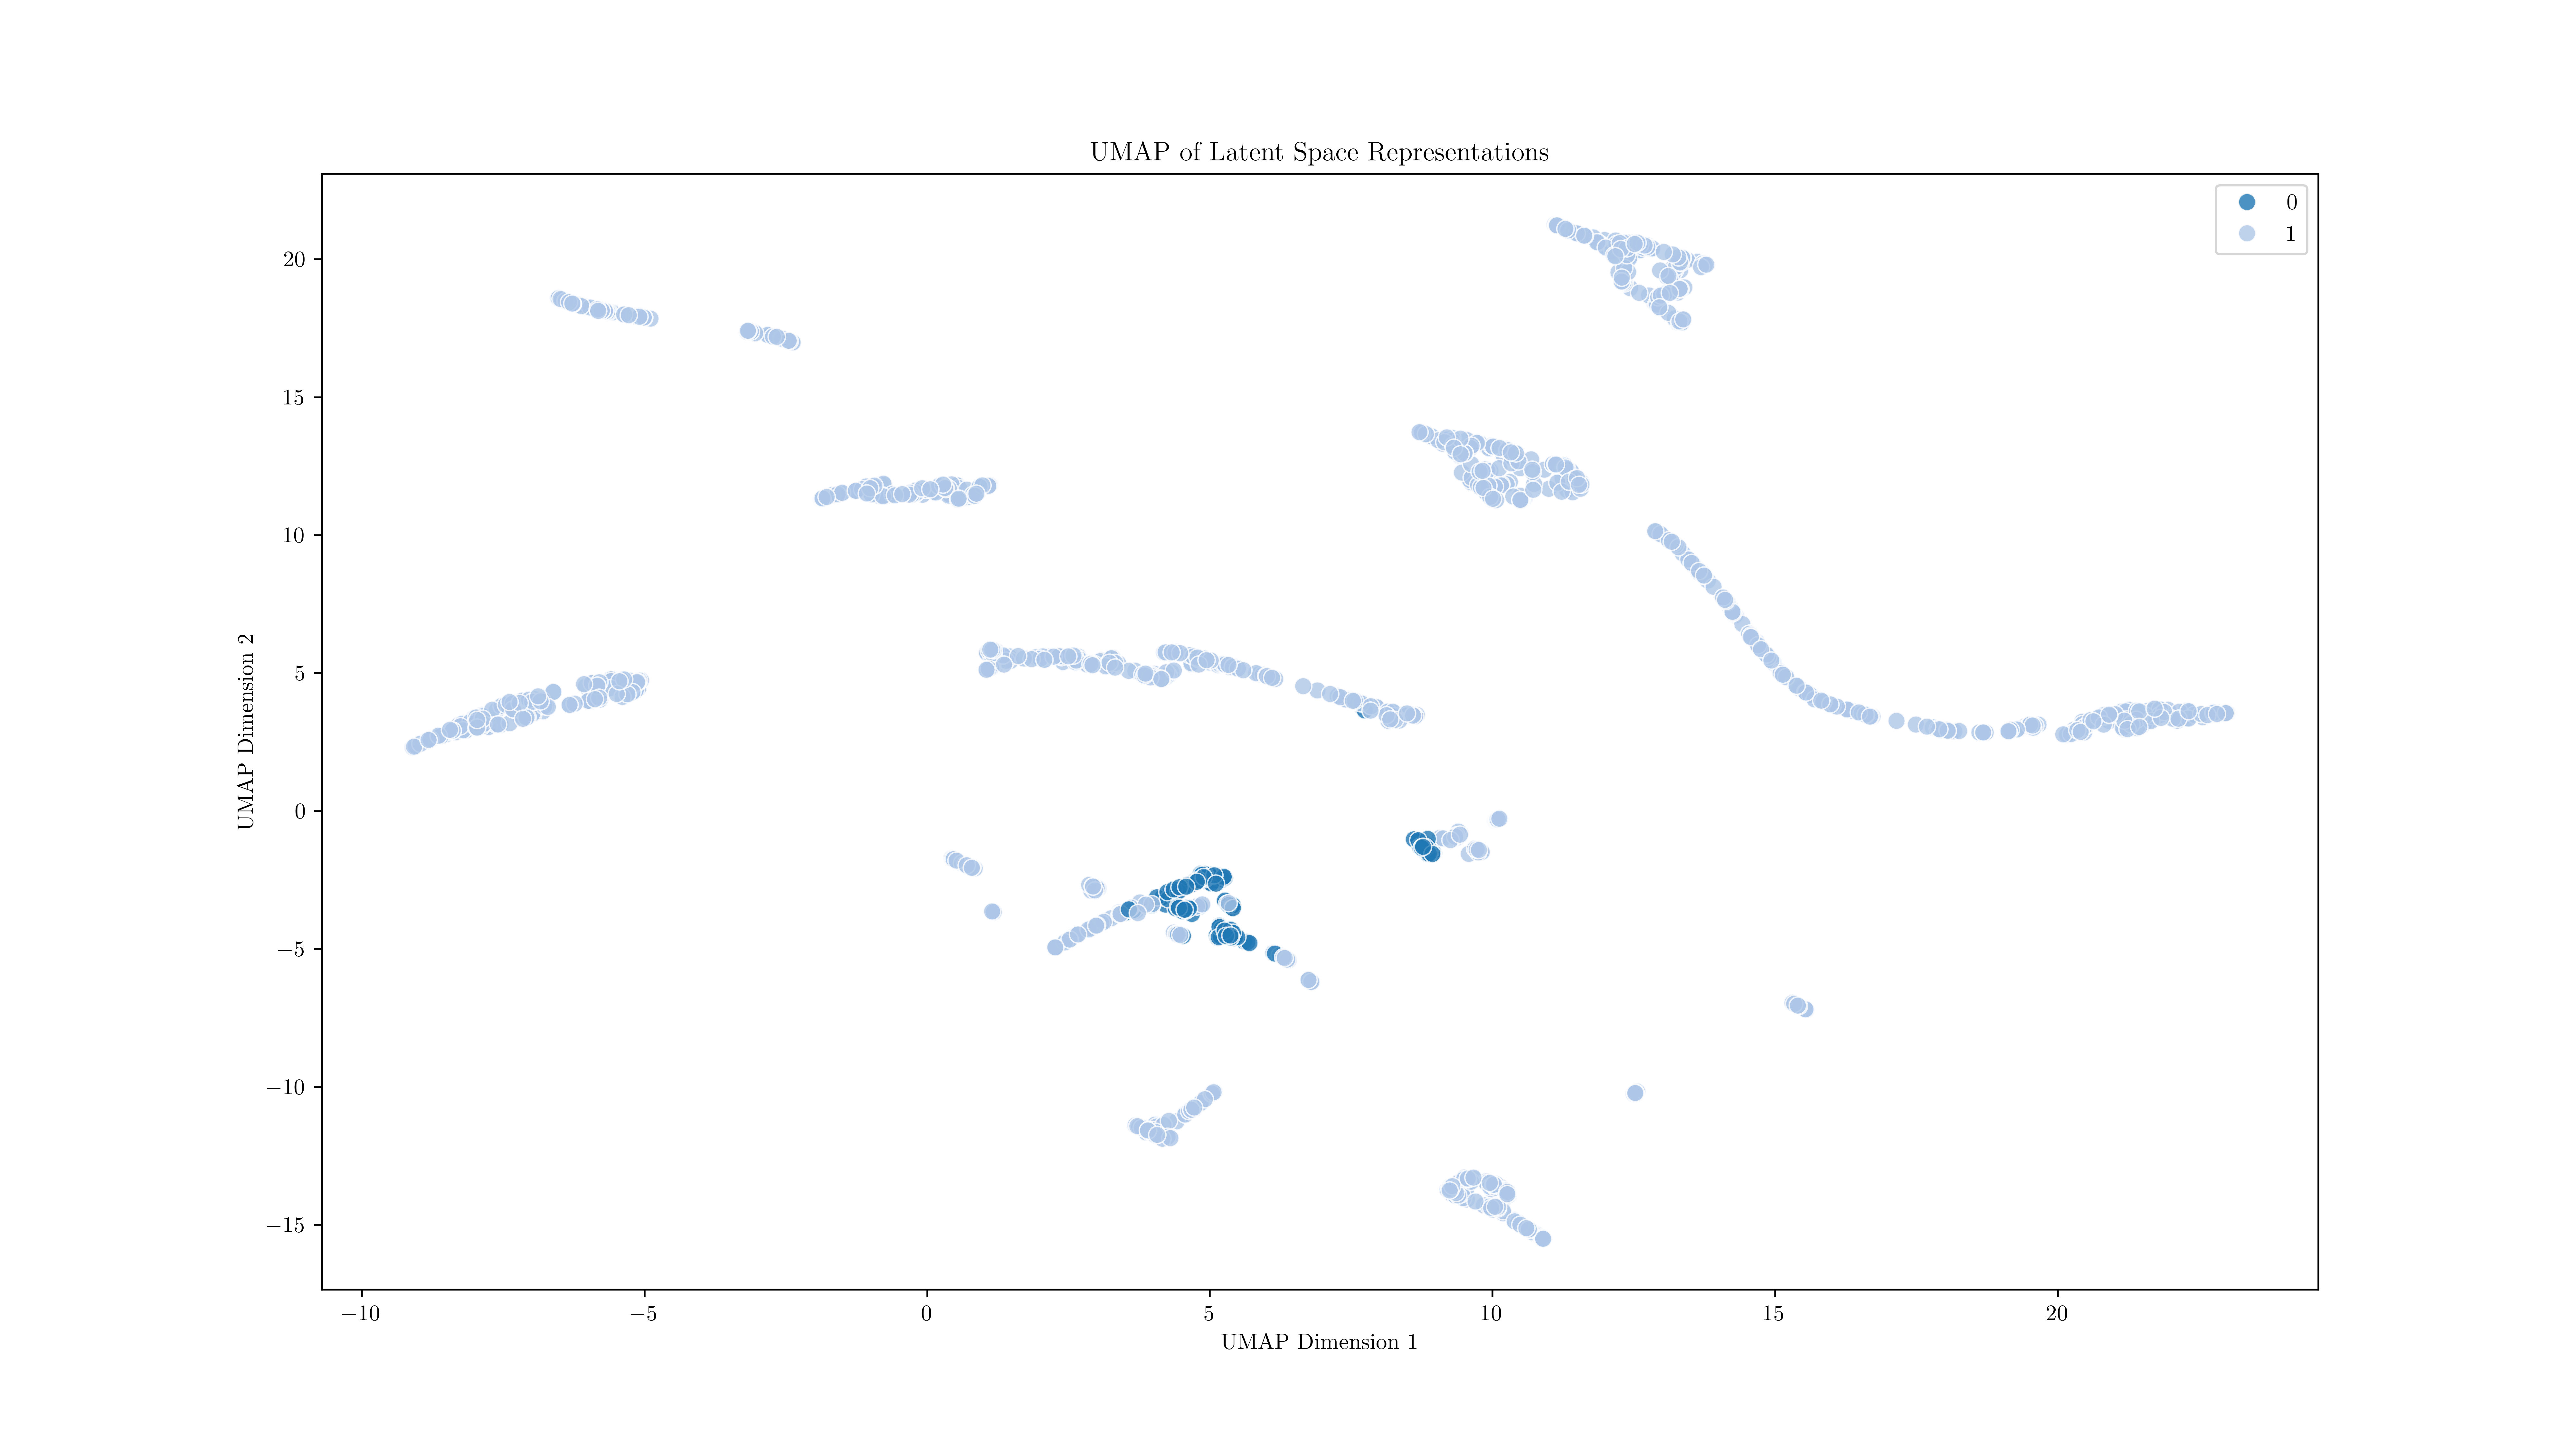 UMAP of Latent Space Representations
0
1
20
15
10
5
0
−5
−10
−15
UMAP Dimension 2
−10 −5 0 5 10 15 20
UMAP Dimension 1